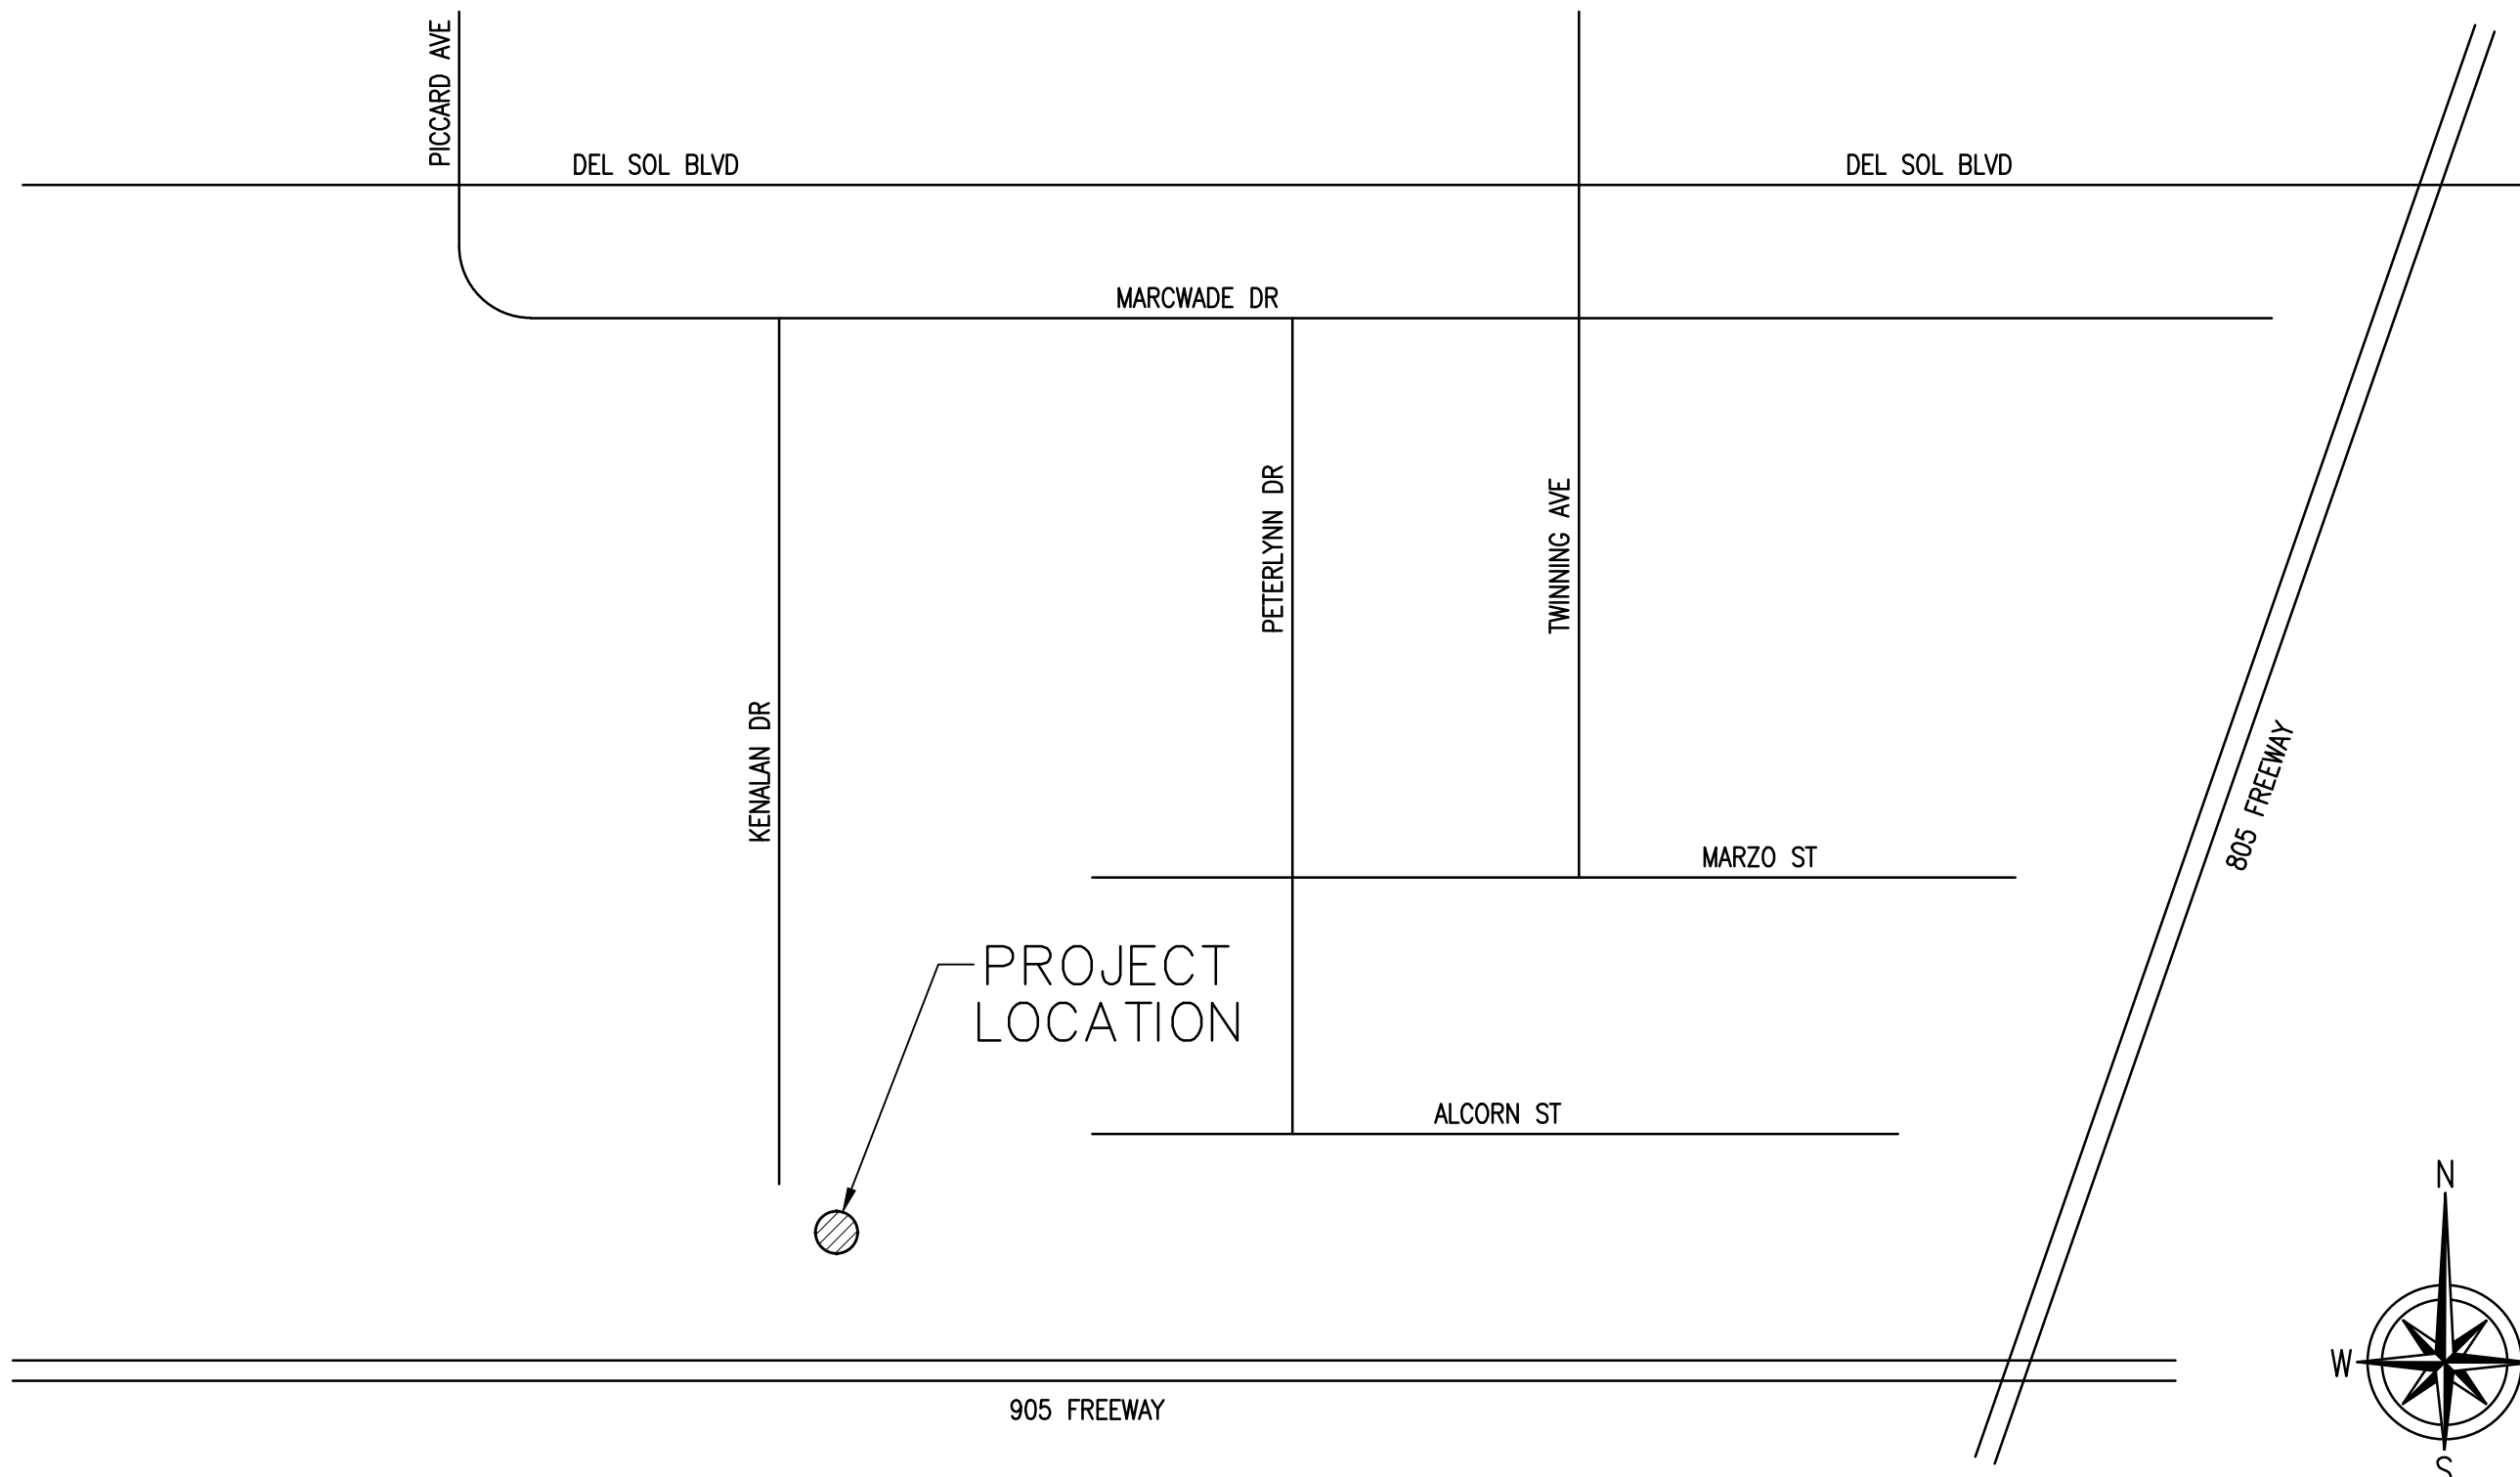 PICCARD AVE
DEL SOL BLVD
DEL SOL BLVD
MARCWADE DR
PETERLYNN DR
TWINNING AVE
KENALAN DR
805 FREEWAY
MARZO ST
PROJECT
LOCATION
ALCORN ST
N
W
S
905 FREEWAY